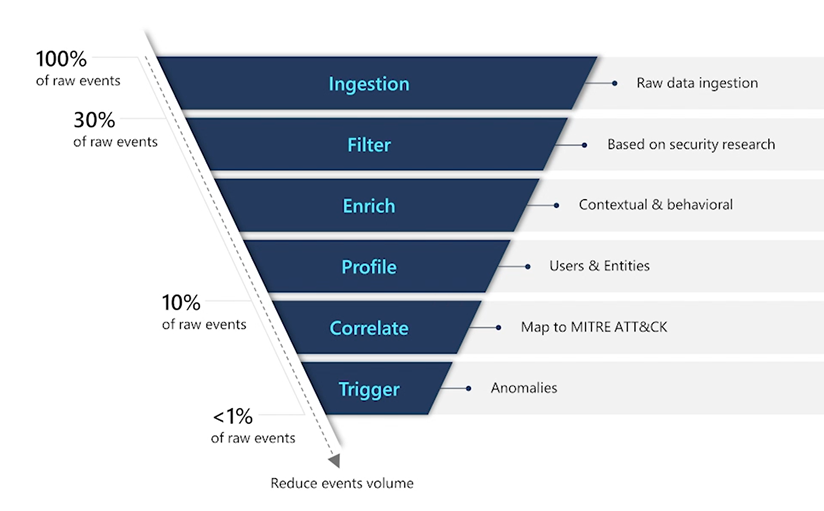 100%
of raw events
Ingestion
Raw data ingestion
30%
of raw events
Filter
Based on security research
Enrich
Contextual & behavioral
Profile
Users & Entities
10%
of raw events
Correlate
Map to MITRE ATT&CK
Trigger
Anomalies
<1%
of raw events
Reduce events volume